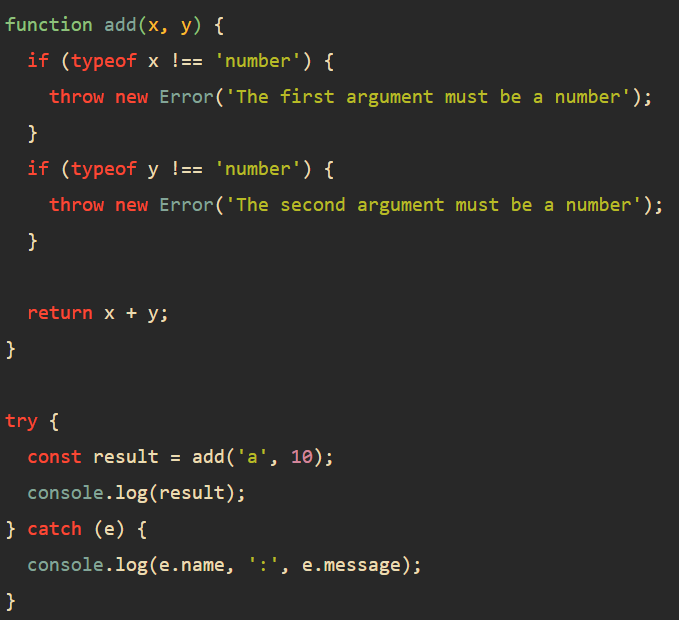 function add(x, y) {
  if (typeof x !== 'number') {
    throw new Error('The first argument must be a number');
  }
  if (typeof y !== 'number') {
    throw new Error('The second argument must be a number');
  }

  return x + y;
}

try {
  const result = add('a', 10);
  console.log(result);
} catch (e) {
  console.log(e.name, ':', e.message);
}